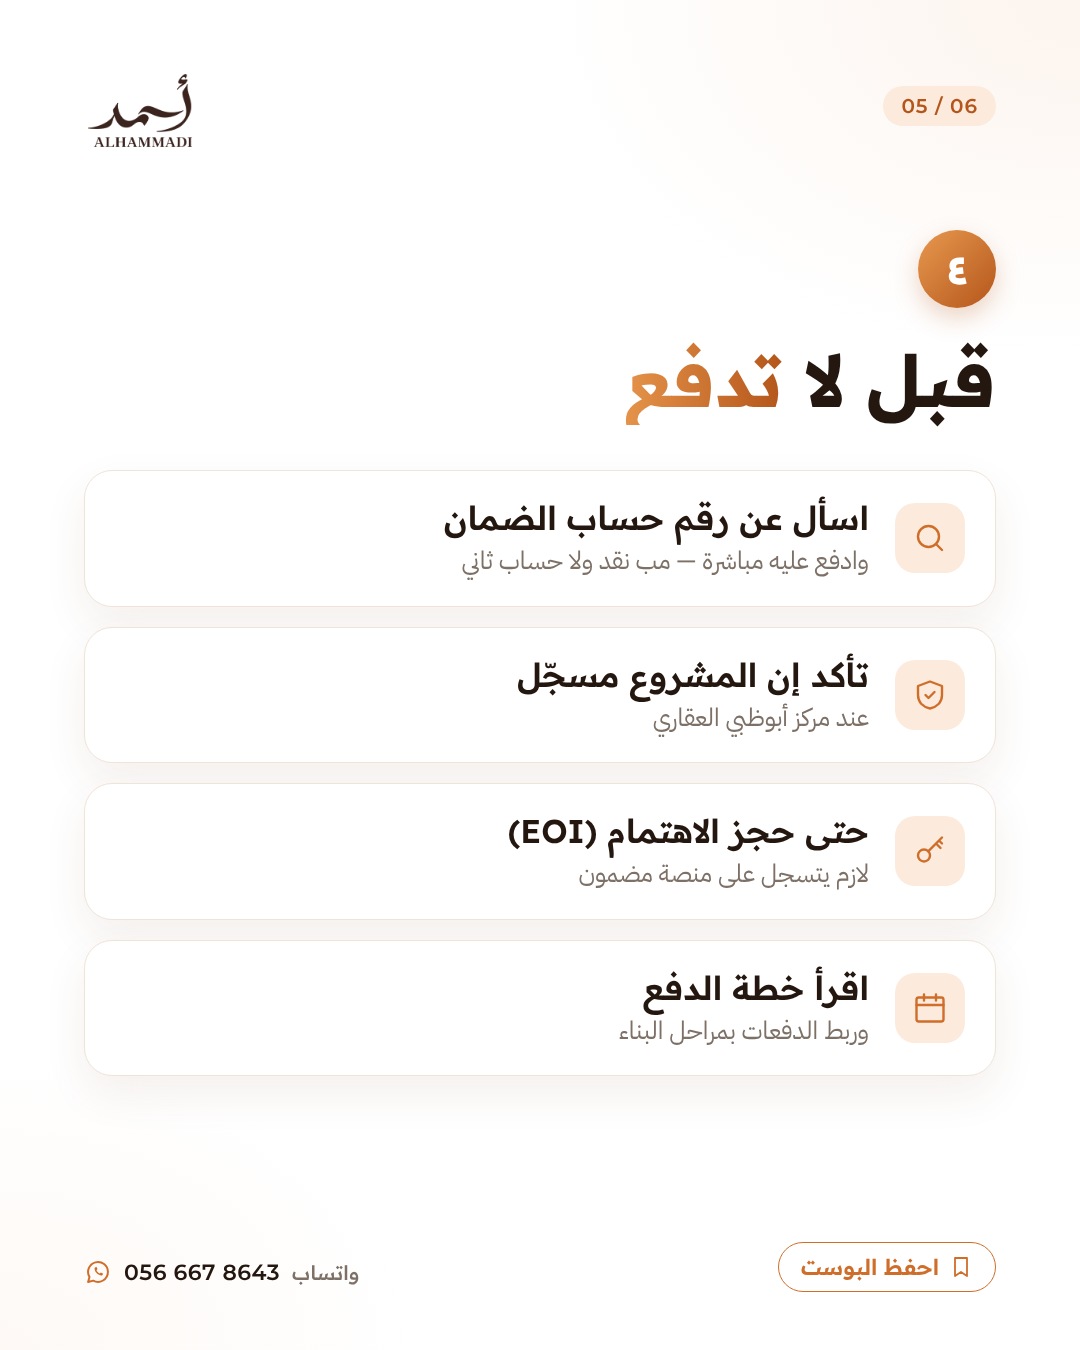 أحمد
ALHAMMADI
05 / 06
٤
قبل لا تدفع
اسأل عن رقم حساب الضمان
وادفع عليه مباشرة — مب نقد ولا حساب ثاني
تأكد إن المشروع مسجّل
عند مركز أبوظبي العقاري
حتى حجز الاهتمام (EOI)
لازم يتسجل على منصة مضمون
اقرأ خطة الدفع
وربط الدفعات بمراحل البناء
احفظ البوست
واتساب 056 667 8643